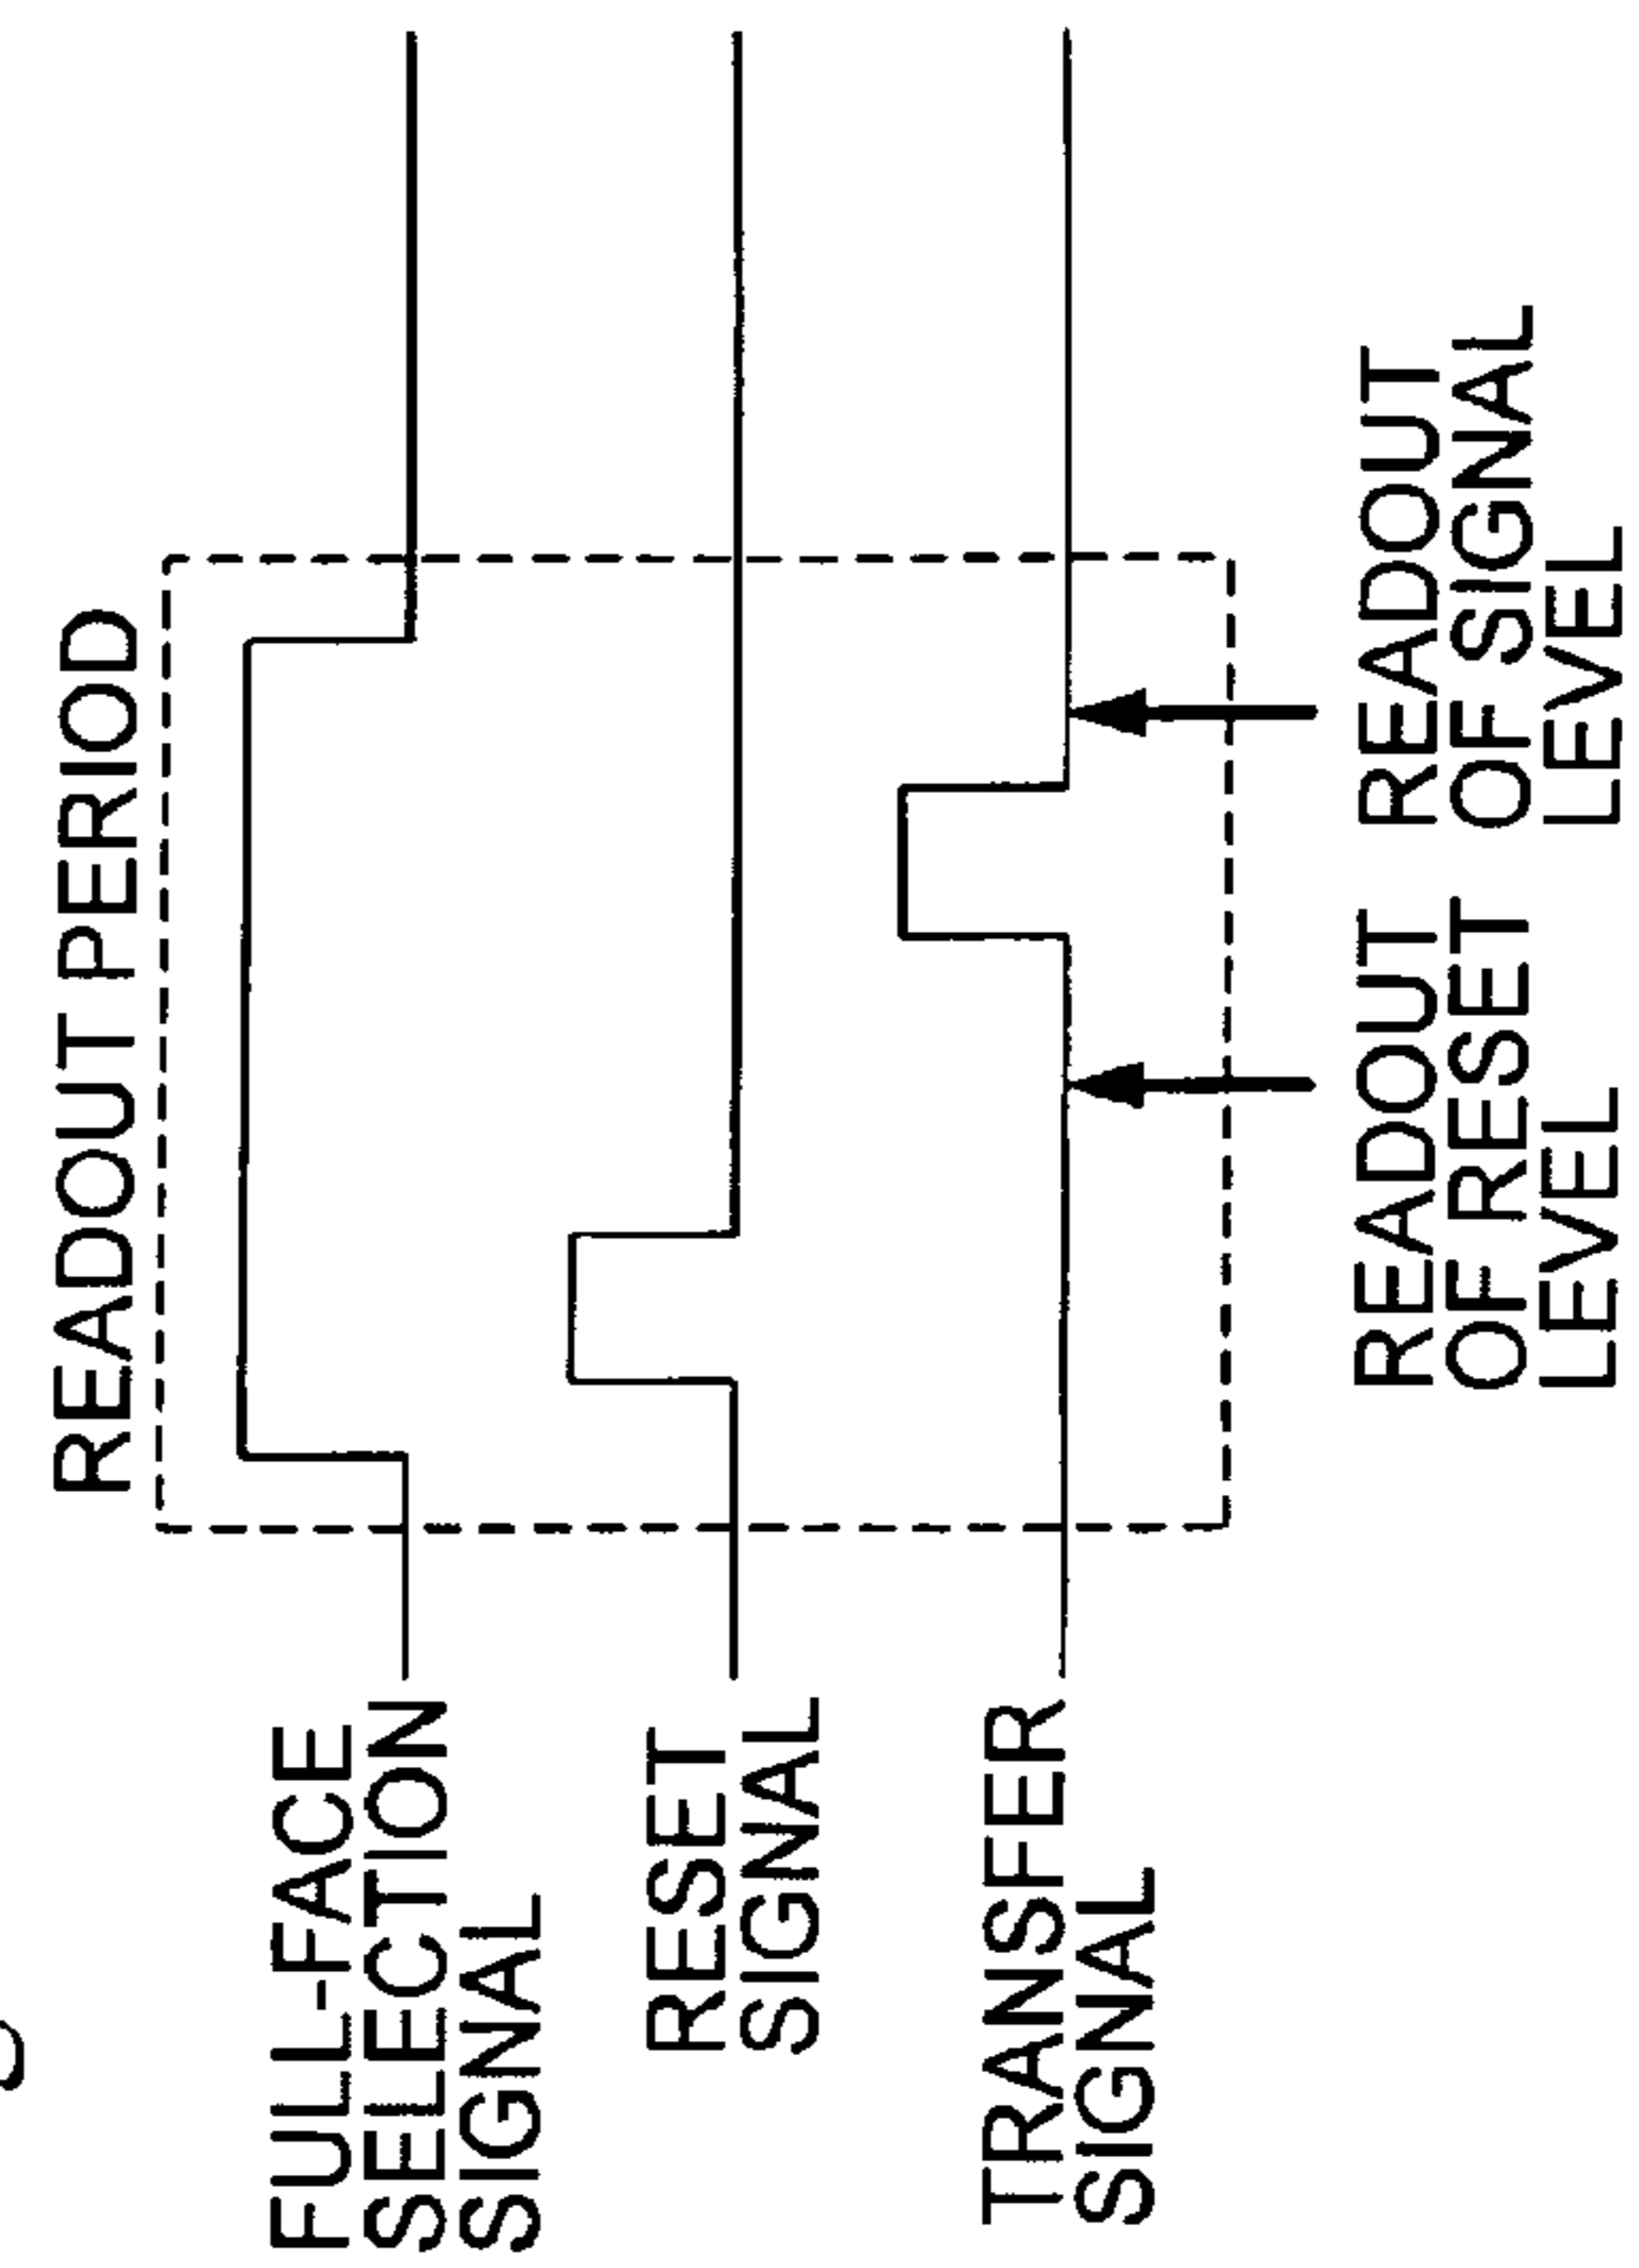 READOUT PERIOD
FULL-FACE
SELECTION
SIGNAL
RESET
SIGNAL
TRANSFER
SIGNAL
READOUT
OF RESET
LEVEL
READOUT
OF SIGNAL
LEVEL